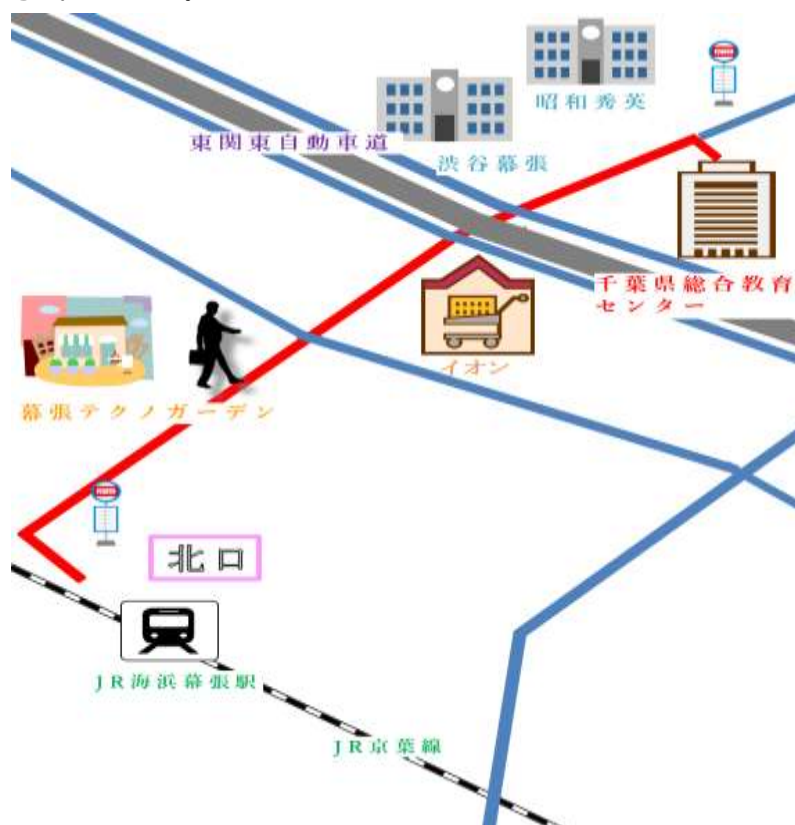 昭和秀英
東関東自動車道
渋谷幕張
千葉県総合教育
センター
イオン
幕張テクノガーデン
北口
JR海浜幕張駅
JR京葉線